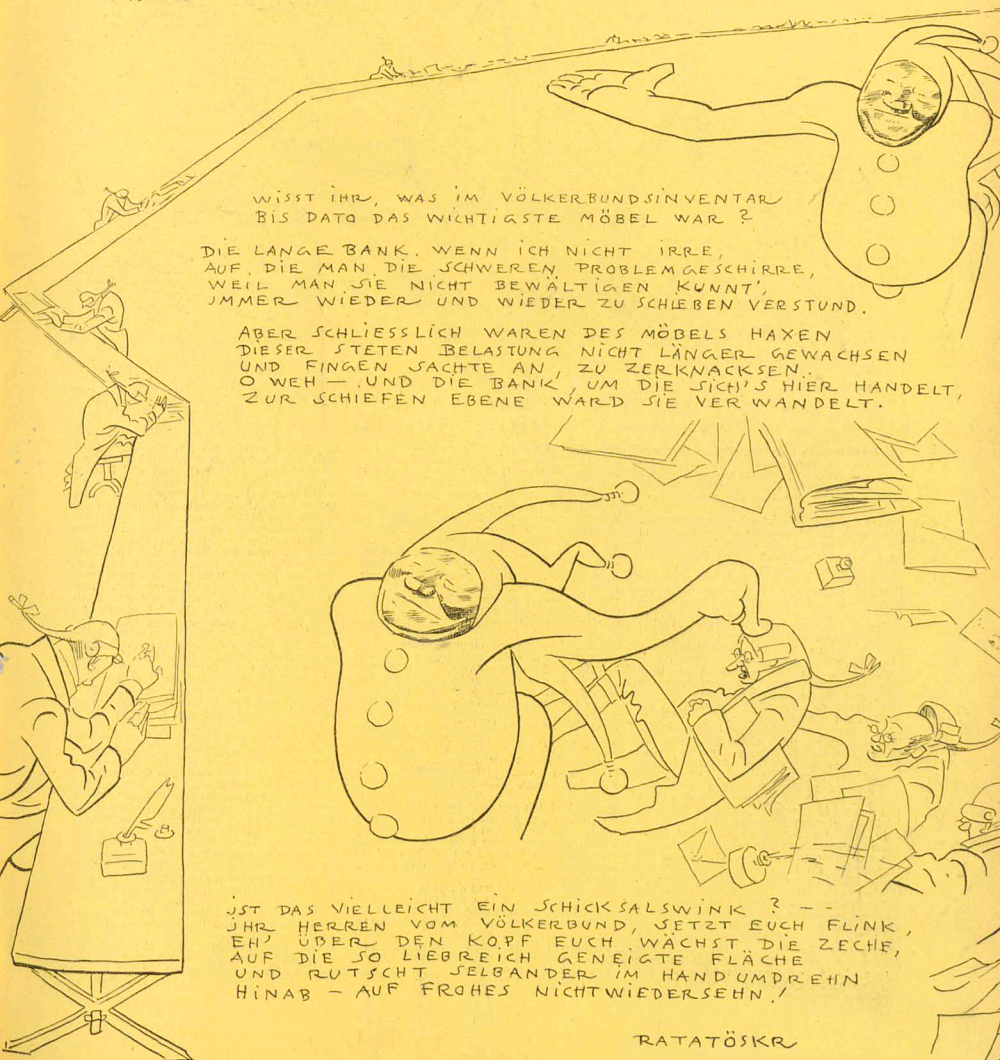 WISST IHR, WAS IM VÖLKERBUNDSINVENTAR
BIS DATO DAS WICHTIGSTE MÖBEL WAR?
DIE LANGE BANK. WENN ICH NICHT IRRE,
AUF DIE MAN DIE SCHWEREN PROBLEMGESCHIRRE,
WEIL MAN SIE NICHT BEWÄLTIGEN KUNNT',
IMMER WIEDER UND WIEDER ZU SCHIEBEN VERSTUND.
ABER SCHLIESSLICH WAREN DES MÖBELS HAXEN
DIESER STETEN BELASTUNG NICHT LÄNGER GEWACHSEN
UND FINGEN SACHTE AN, ZU ZERKNACKSEN.
O WEH — UND DIE BANK, UM DIE SICH'S HIER HANDELT,
ZUR SCHIEFEN EBENE WARD SIE VERWANDELT.
IST DAS VIELLEICHT EIN SCHICKSALSWINK? – –
IHR HERREN VOM VÖLKERBUND, SETZT EUCH FLINK,
EH' ÜBER DEN KOPF EUCH WÄCHST DIE ZECHE,
AUF DIE SO LIEBREICH GENEIGTE FLÄCHE
UND RUTSCHT SELBANDER IM HANDUMDREHN
HINAB – AUF FROHES NICHTWIEDERSEHN!
RATATÖSKR